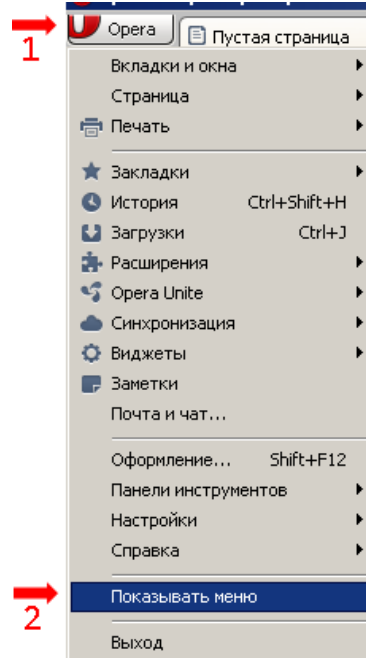 1
Opera
Пустая страница
Вкладки и окна
Страница
Печать
Закладки
История Ctrl+Shift+H
Загрузки Ctrl+J
Расширения
Opera Unite
Синхронизация
Виджеты
Заметки
Почта и чат...
Оформление... Shift+F12
Панели инструментов
Настройки
Справка
2
Показывать меню
Выход